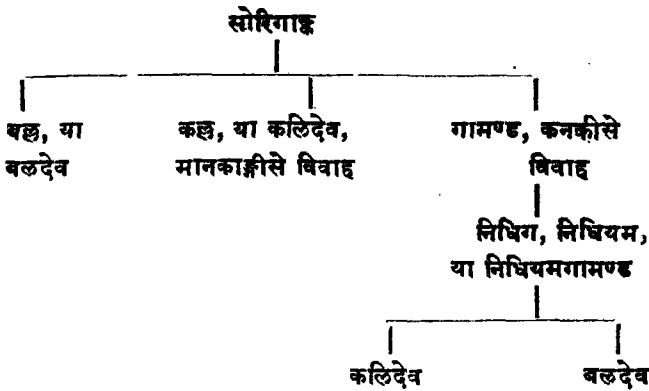 सोरिगाङ्क
बल्ल, या कल्ल, या कलिदेव, गामण्ड, कनकीसे
बलदेव मानकाङ्गीसे विवाह विवाह
निधिग, निधियम,
या निधियमगामण्ड
कलिदेव बलदेव